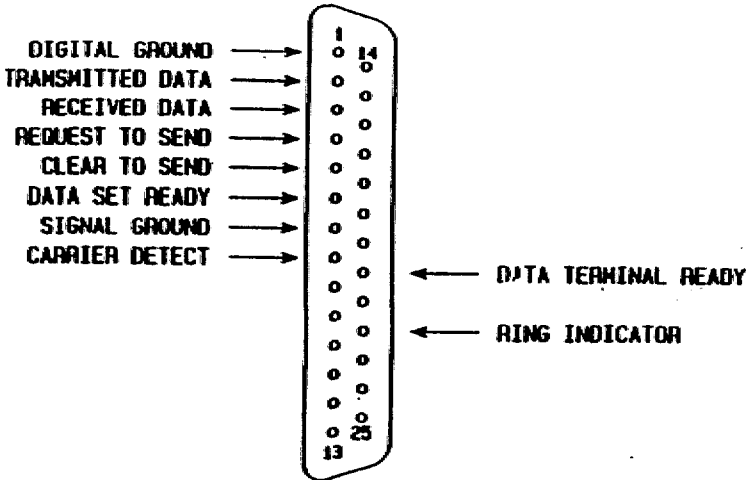 1
DIGITAL GROUND
14
TRANSMITTED DATA
RECEIVED DATA
REQUEST TO SEND
CLEAR TO SEND
DATA SET READY
SIGNAL GROUND
CARRIER DETECT
DATA TERMINAL READY
RING INDICATOR
25
13